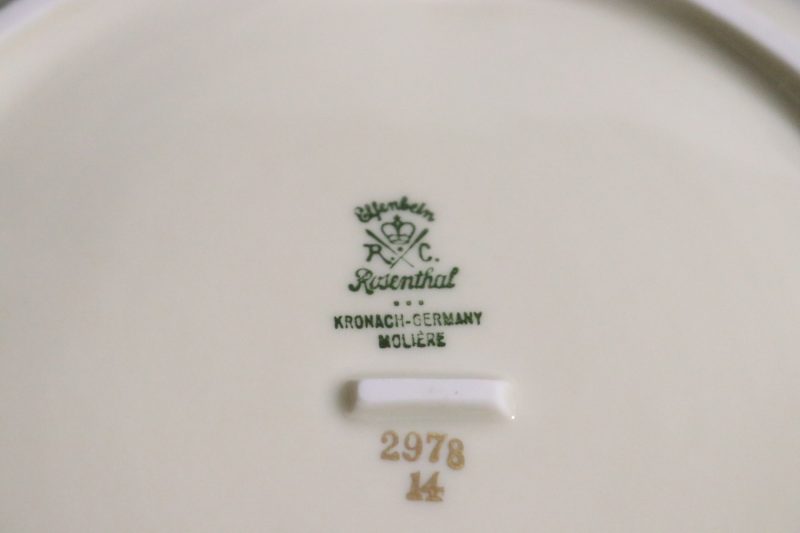 Elfenbein
R. C.
Rosenthal
KRONACH-GERMANY
MOLIÈRE
2978
14